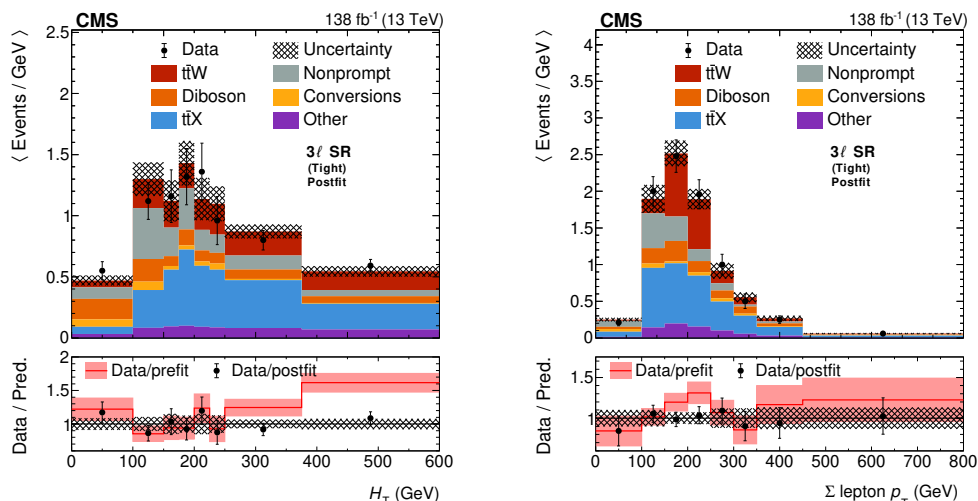 CMS 138 fb⁻¹ (13 TeV)
⟨ Events / GeV ⟩
2.5
2
1.5
1
0.5
0
Data Uncertainty
tt̄W Nonprompt
Diboson Conversions
tt̄X Other
3ℓ SR
(Tight)
Postfit
Data / Pred.
2
1.5
1
0.5
Data/prefit Data/postfit
0 100 200 300 400 500 600
H_T (GeV)
CMS 138 fb⁻¹ (13 TeV)
⟨ Events / GeV ⟩
4
3.5
3
2.5
2
1.5
1
0.5
0
Data Uncertainty
tt̄W Nonprompt
Diboson Conversions
tt̄X Other
3ℓ SR
(Tight)
Postfit
Data / Pred.
1.5
1
Data/prefit Data/postfit
0 100 200 300 400 500 600 700 800
Σ lepton p_T (GeV)